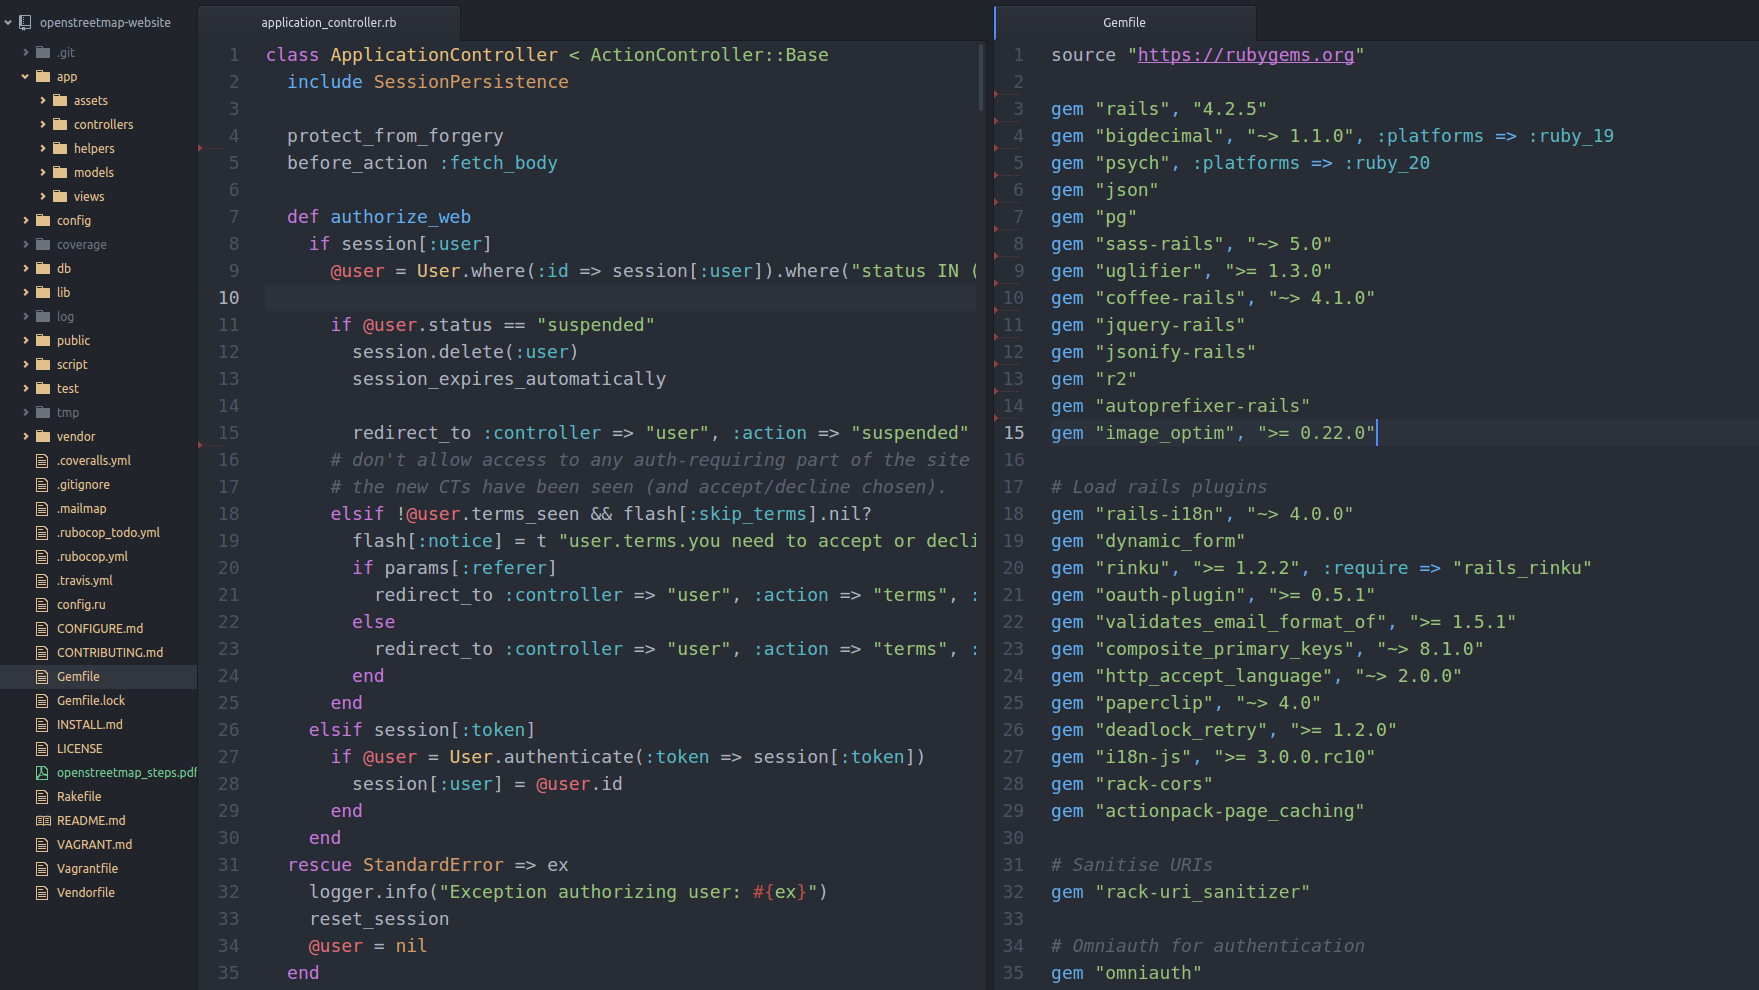 openstreetmap-website
.git
app
assets
controllers
helpers
models
views
config
coverage
db
lib
log
public
script
test
tmp
vendor
.coveralls.yml
.gitignore
.mailmap
.rubocop_todo.yml
.rubocop.yml
.travis.yml
config.ru
CONFIGURE.md
CONTRIBUTING.md
Gemfile
Gemfile.lock
INSTALL.md
LICENSE
openstreetmap_steps.pdf
Rakefile
README.md
VAGRANT.md
Vagrantfile
Vendorfile
application_controller.rb
1 class ApplicationController < ActionController::Base
2   include SessionPersistence
3
4   protect_from_forgery
5   before_action :fetch_body
6
7   def authorize_web
8     if session[:user]
9       @user = User.where(:id => session[:user]).where("status IN (
10
11       if @user.status == "suspended"
12         session.delete(:user)
13         session_expires_automatically
14
15         redirect_to :controller => "user", :action => "suspended"
16       # don't allow access to any auth-requiring part of the site
17       # the new CTs have been seen (and accept/decline chosen).
18       elsif !@user.terms_seen && flash[:skip_terms].nil?
19         flash[:notice] = t "user.terms.you need to accept or decli
20         if params[:referer]
21           redirect_to :controller => "user", :action => "terms", :
22         else
23           redirect_to :controller => "user", :action => "terms", :
24         end
25       end
26     elsif session[:token]
27       if @user = User.authenticate(:token => session[:token])
28         session[:user] = @user.id
29       end
30     end
31   rescue StandardError => ex
32     logger.info("Exception authorizing user: #{ex}")
33     reset_session
34     @user = nil
35   end
Gemfile
1 source "https://rubygems.org"
2
3 gem "rails", "4.2.5"
4 gem "bigdecimal", "~> 1.1.0", :platforms => :ruby_19
5 gem "psych", :platforms => :ruby_20
6 gem "json"
7 gem "pg"
8 gem "sass-rails", "~> 5.0"
9 gem "uglifier", ">= 1.3.0"
10 gem "coffee-rails", "~> 4.1.0"
11 gem "jquery-rails"
12 gem "jsonify-rails"
13 gem "r2"
14 gem "autoprefixer-rails"
15 gem "image_optim", ">= 0.22.0"
16
17 # Load rails plugins
18 gem "rails-i18n", "~> 4.0.0"
19 gem "dynamic_form"
20 gem "rinku", ">= 1.2.2", :require => "rails_rinku"
21 gem "oauth-plugin", ">= 0.5.1"
22 gem "validates_email_format_of", ">= 1.5.1"
23 gem "composite_primary_keys", "~> 8.1.0"
24 gem "http_accept_language", "~> 2.0.0"
25 gem "paperclip", "~> 4.0"
26 gem "deadlock_retry", ">= 1.2.0"
27 gem "i18n-js", ">= 3.0.0.rc10"
28 gem "rack-cors"
29 gem "actionpack-page_caching"
30
31 # Sanitise URIs
32 gem "rack-uri_sanitizer"
33
34 # Omniauth for authentication
35 gem "omniauth"